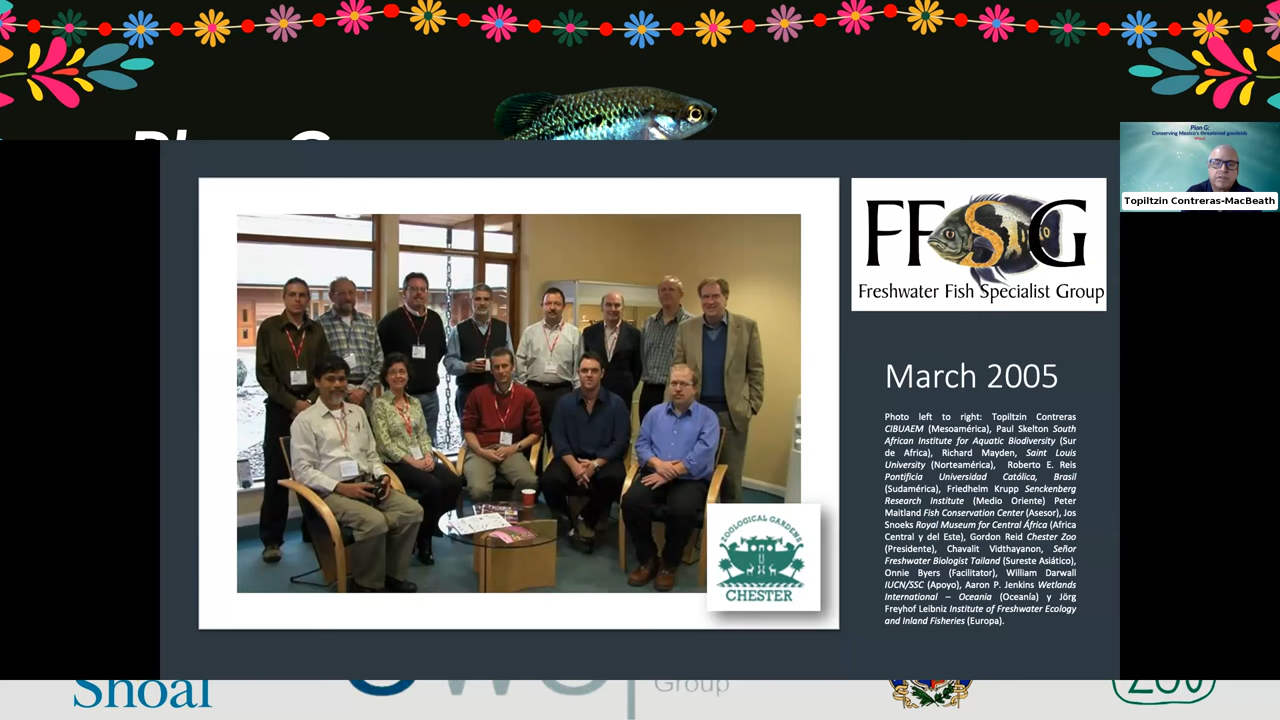 Plan G
Plan G:
Conserving Mexico's threatened goodeids
Topiltzin Contreras-MacBeath
FFSG
Freshwater Fish Specialist Group
March 2005
Photo left to right: Topiltzin Contreras
CIBUAEM (Mesoamérica), Paul Skelton South
African Institute for Aquatic Biodiversity (Sur
de Africa), Richard Mayden, Saint Louis
University (Norteamérica), Roberto E. Reis
Pontificia Universidad Católica, Brasil
(Sudamérica), Friedhelm Krupp Senckenberg
Research Institute (Medio Oriente) Peter
Maitland Fish Conservation Center (Asesor), Jos
Snoeks Royal Museum for Central África (Africa
Central y del Este), Gordon Reid Chester Zoo
(Presidente), Chavalit Vidthayanon, Señor
Freshwater Biologist Tailand (Sureste Asiático),
Onnie Byers (Facilitator), William Darwall
IUCN/SSC (Apoyo), Aaron P. Jenkins Wetlands
International – Oceania (Oceanía) y Jörg
Freyhof Leibniz Institute of Freshwater Ecology
and Inland Fisheries (Europa).
ZOOLOGICAL GARDENS
CHESTER
Shoal
GWG
Group
ZOO